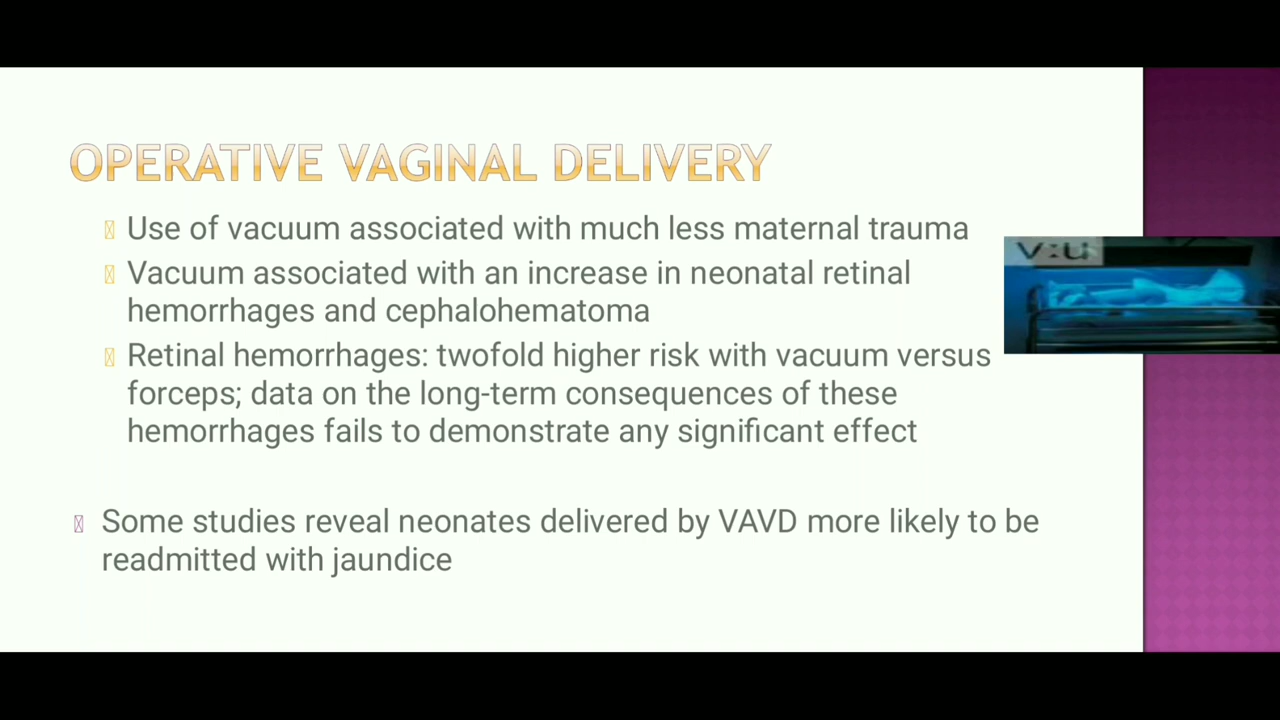 OPERATIVE VAGINAL DELIVERY
Use of vacuum associated with much less maternal trauma
Vacuum associated with an increase in neonatal retinal
hemorrhages and cephalohematoma
Retinal hemorrhages: twofold higher risk with vacuum versus
forceps; data on the long-term consequences of these
hemorrhages fails to demonstrate any significant effect
Some studies reveal neonates delivered by VAVD more likely to be
readmitted with jaundice